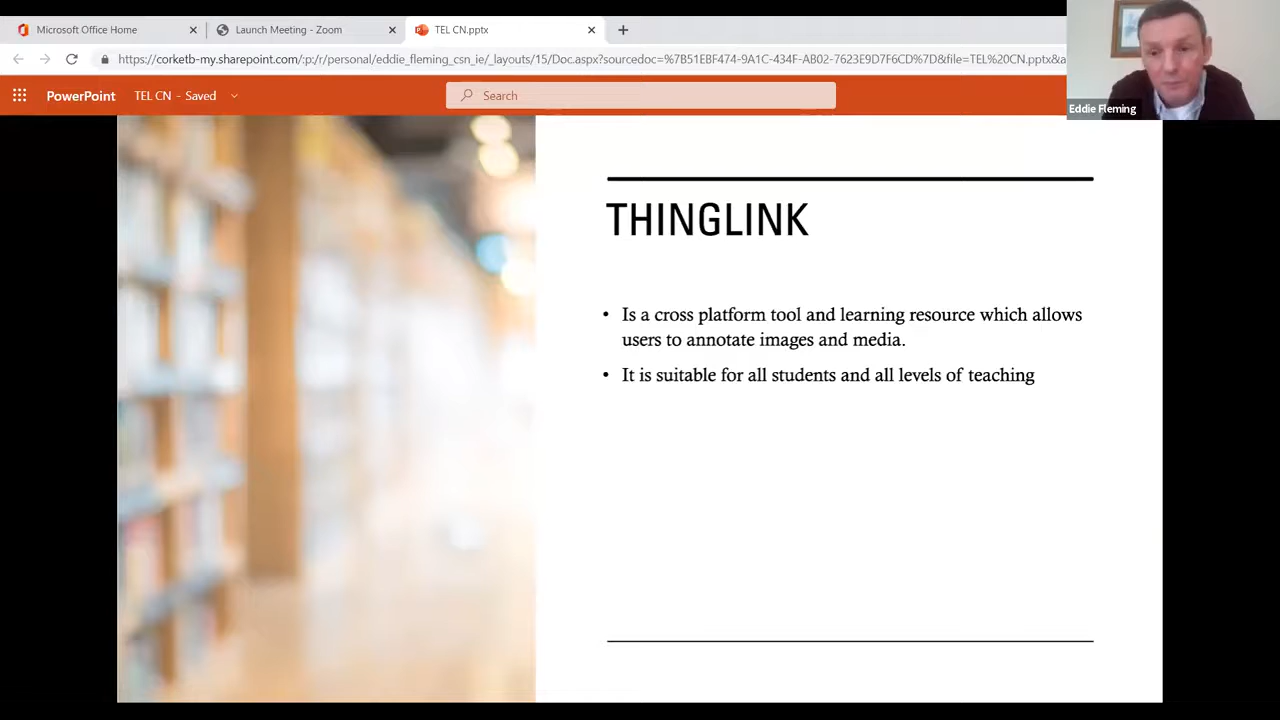 Microsoft Office Home
Launch Meeting - Zoom
TEL CN.pptx
https://corketb-my.sharepoint.com/:p:/r/personal/eddie_fleming_csn_ie/_layouts/15/Doc.aspx?sourcedoc=%7B51EBF474-9A1C-434F-AB02-7623E9D7F6CD%7D&file=TEL%20CN.pptx&a
PowerPoint
TEL CN - Saved
Search
Eddie Fleming
THINGLINK
• Is a cross platform tool and learning resource which allows
users to annotate images and media.
• It is suitable for all students and all levels of teaching